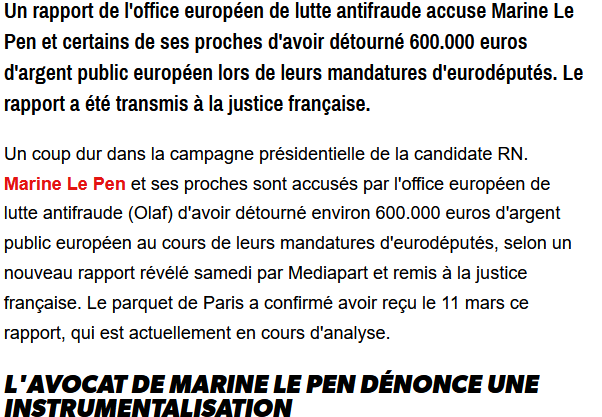 Un rapport de l'office européen de lutte antifraude accuse Marine Le
Pen et certains de ses proches d'avoir détourné 600.000 euros
d'argent public européen lors de leurs mandatures d'eurodéputés. Le
rapport a été transmis à la justice française.
Un coup dur dans la campagne présidentielle de la candidate RN.
Marine Le Pen et ses proches sont accusés par l'office européen de
lutte antifraude (Olaf) d'avoir détourné environ 600.000 euros d'argent
public européen au cours de leurs mandatures d'eurodéputés, selon un
nouveau rapport révélé samedi par Mediapart et remis à la justice
française. Le parquet de Paris a confirmé avoir reçu le 11 mars ce
rapport, qui est actuellement en cours d'analyse.
L'AVOCAT DE MARINE LE PEN DÉNONCE UNE
INSTRUMENTALISATION